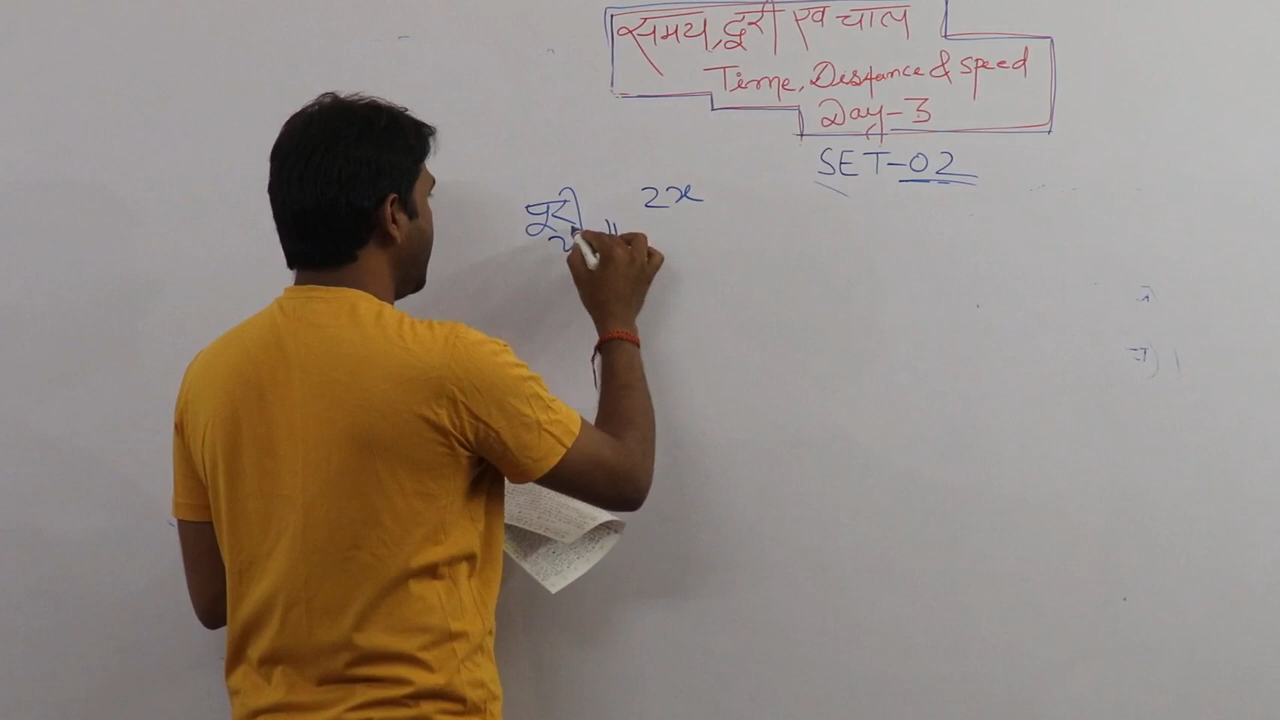 समय, दूरी एवं चाल
Time, Distance & Speed
Day-3
SET-02
दूरी 2x